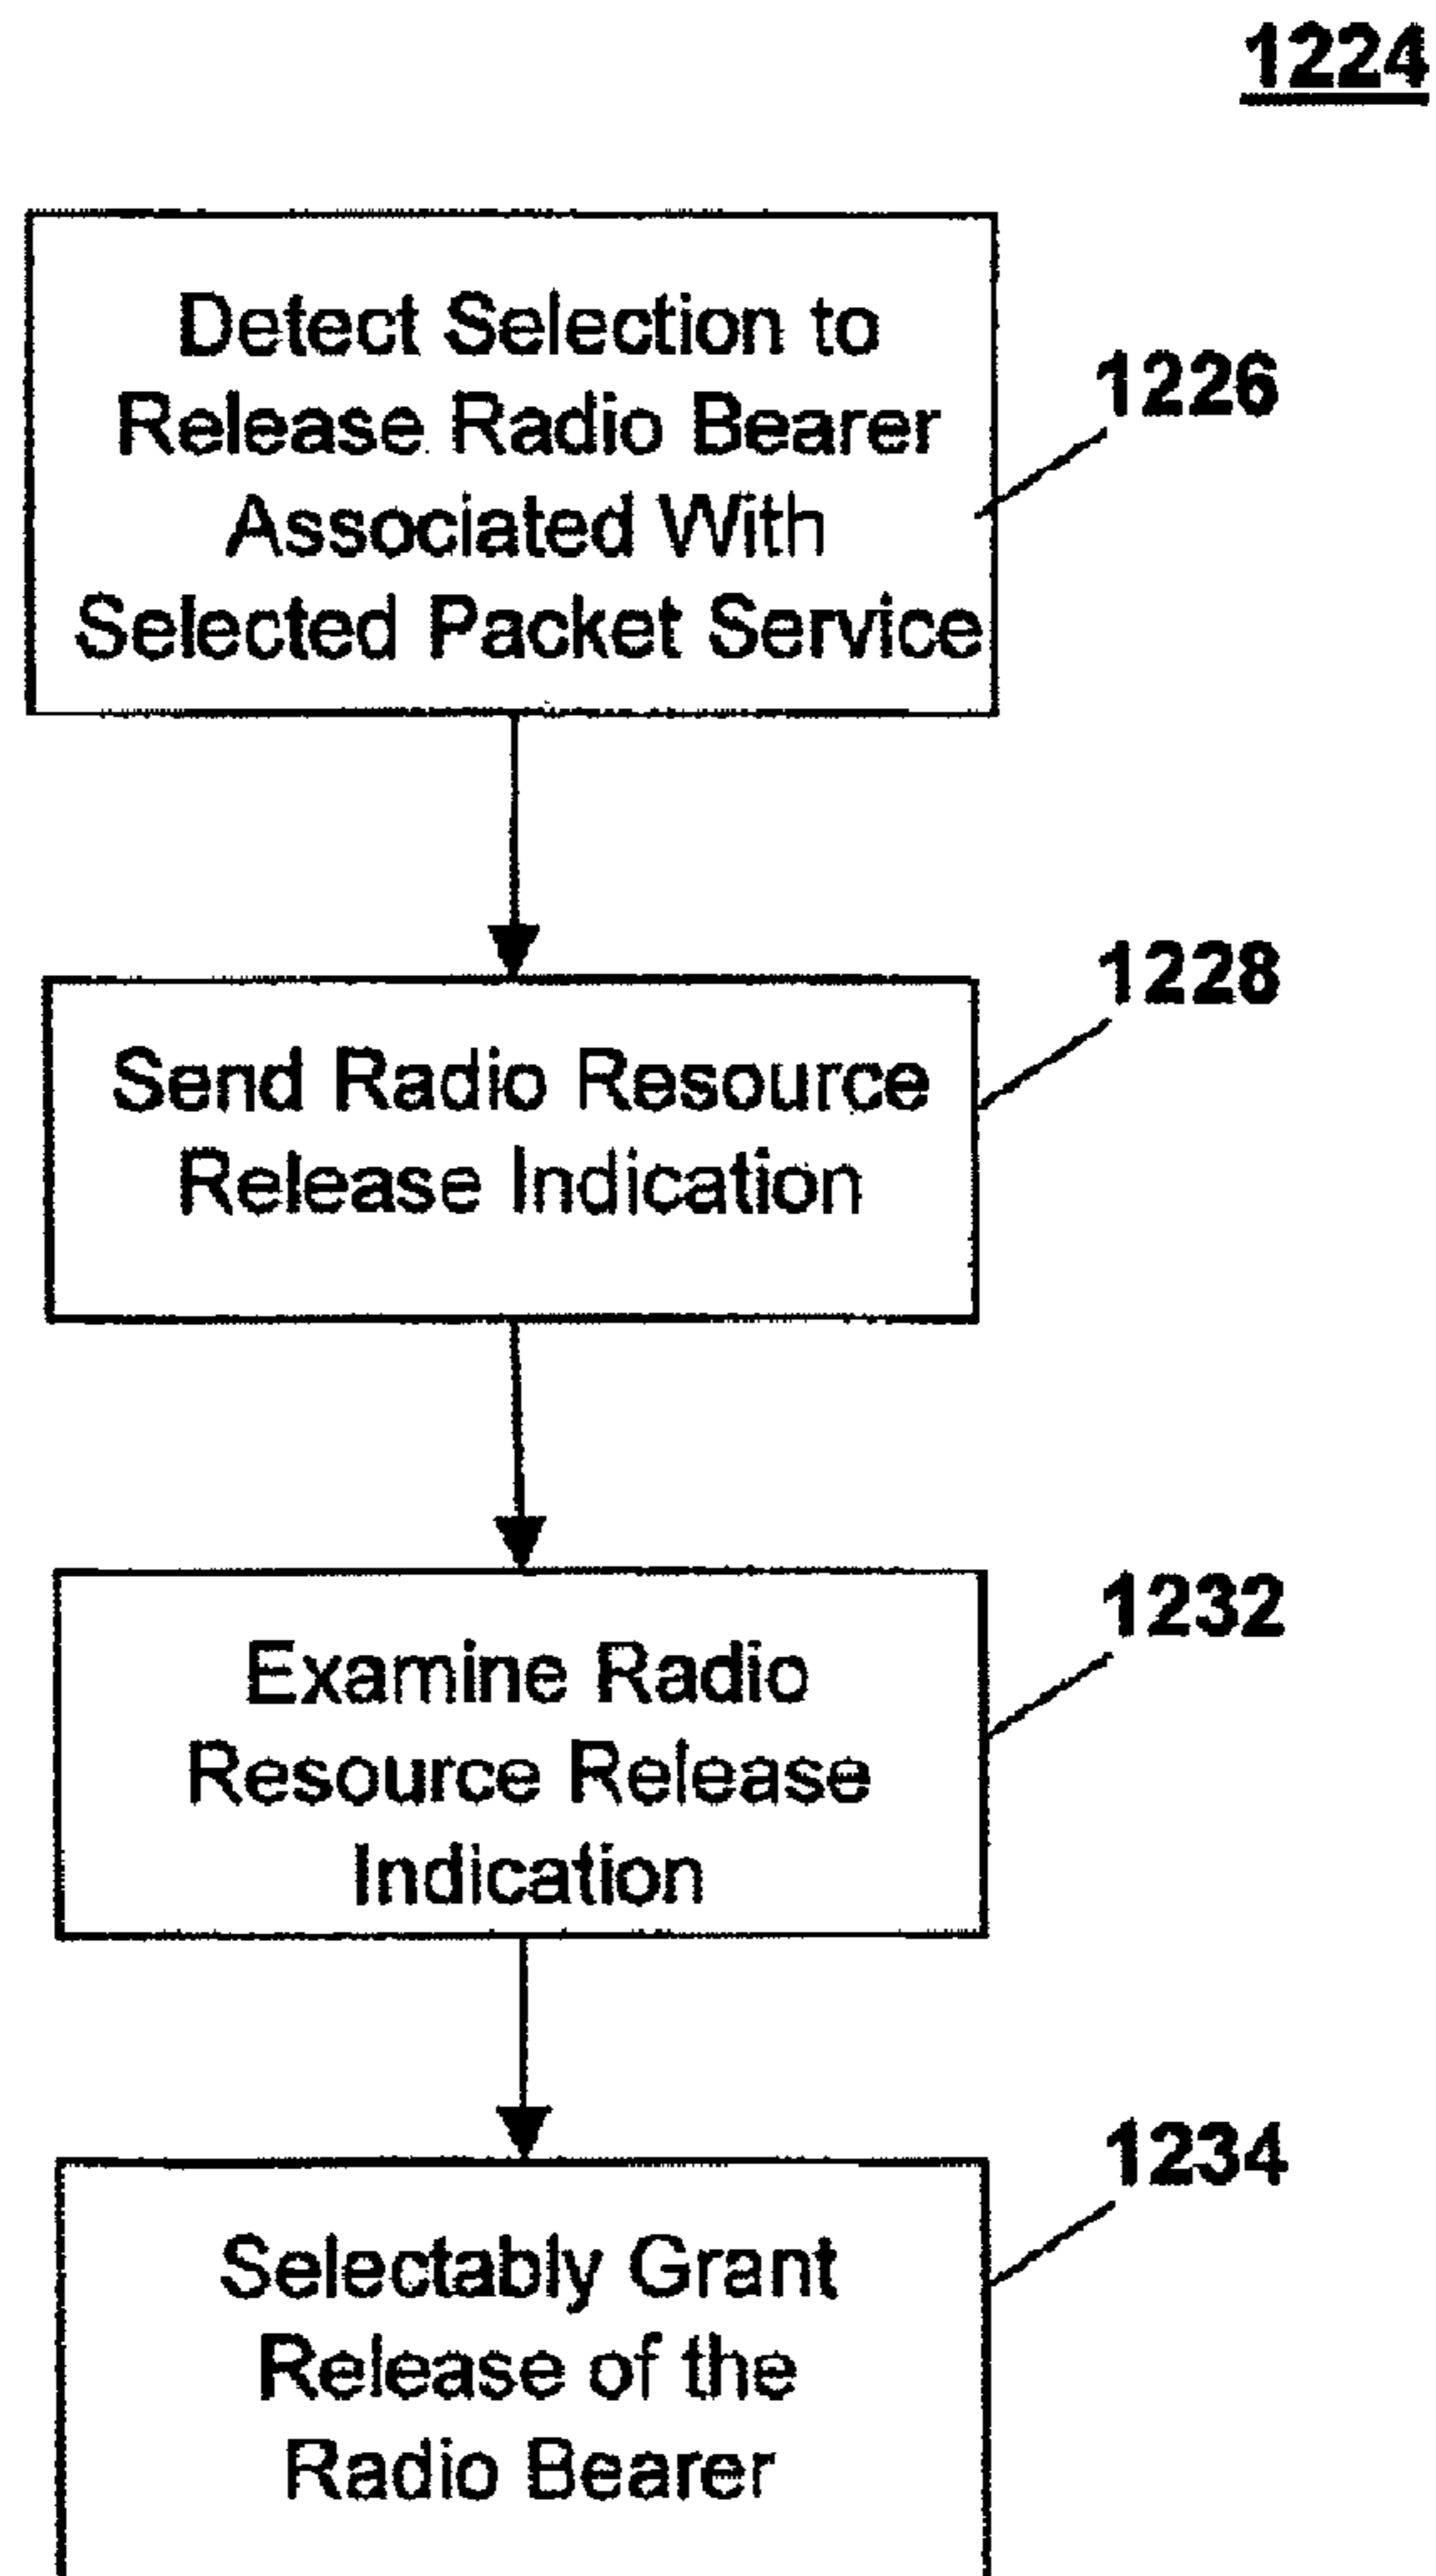 1224
Detect Selection to
Release Radio Bearer
Associated With
Selected Packet Service
1226
Send Radio Resource
Release Indication
1228
Examine Radio
Resource Release
Indication
1232
Selectably Grant
Release of the
Radio Bearer
1234